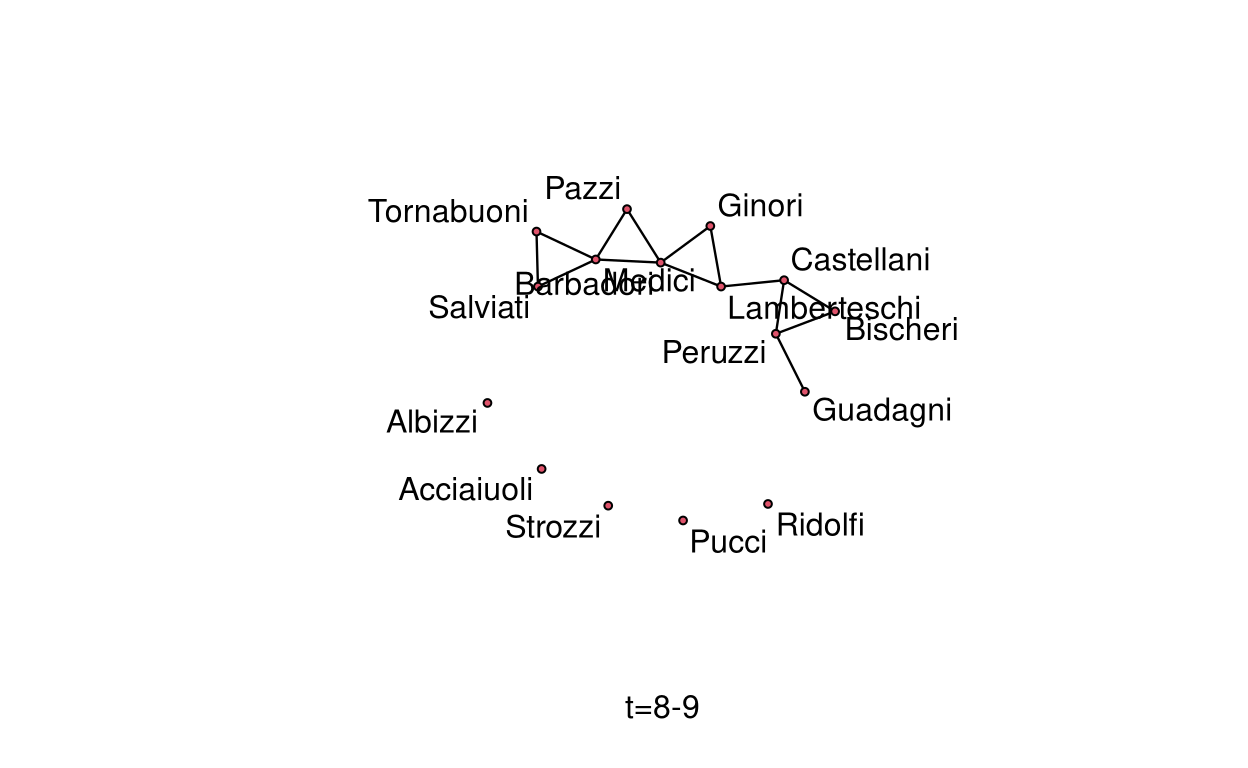 Pazzi
Tornabuoni
Ginori
Castellani
Medici
Barbadori
Salviati
Lamberteschi
Bischeri
Peruzzi
Guadagni
Albizzi
Acciaiuoli
Strozzi
Ridolfi
Pucci
t=8-9